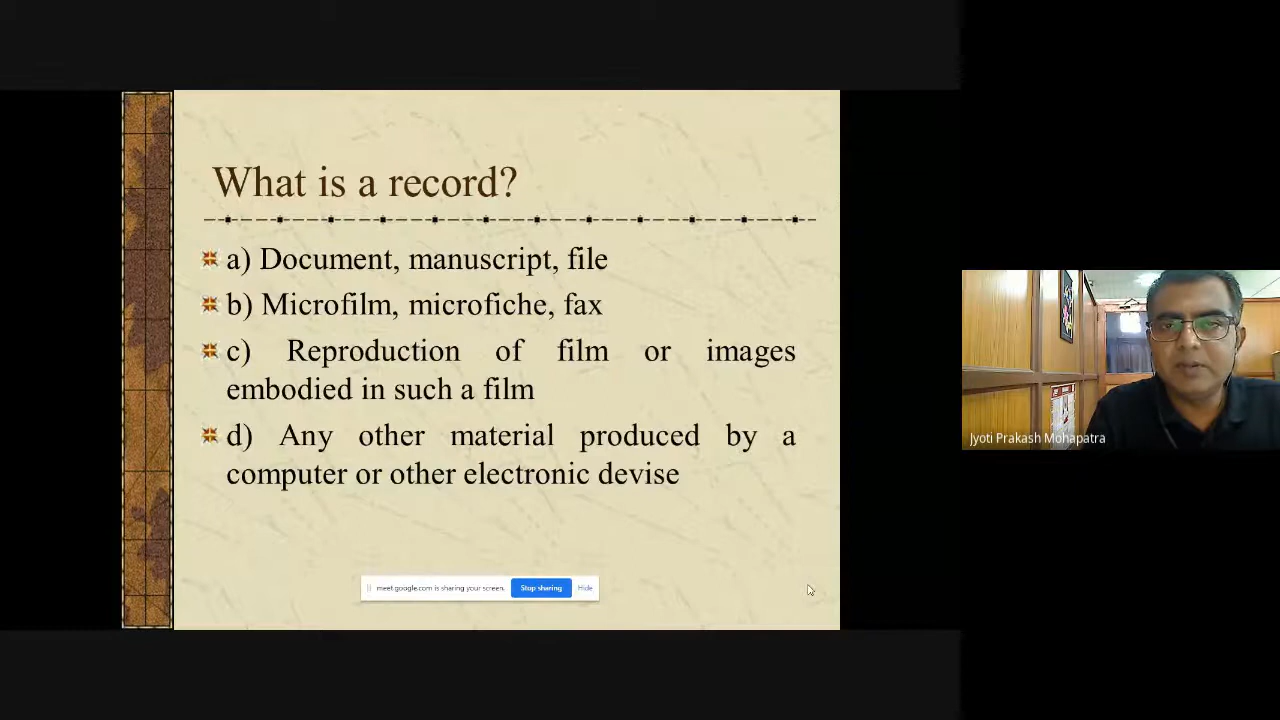 What is a record?
a) Document, manuscript, file
b) Microfilm, microfiche, fax
c) Reproduction of film or images
embodied in such a film
d) Any other material produced by a
computer or other electronic devise
meet.google.com is sharing your screen.
Stop sharing
Hide
Jyoti Prakash Mohapatra